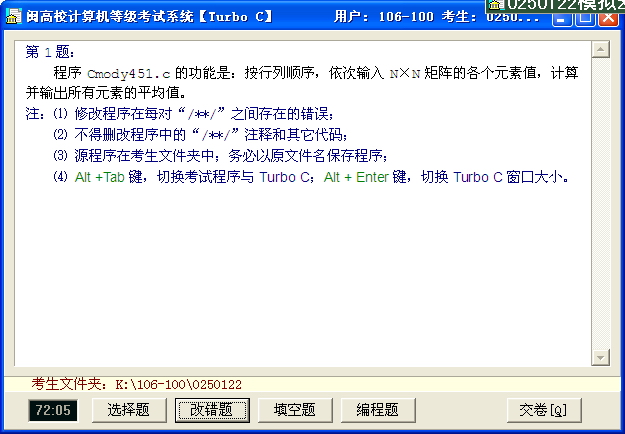 0250122模拟
闽高校计算机等级考试系统【Turbo C】 用户: 106-100 考生: 0250...
第 1 题:
程序 Cmody451.c 的功能是: 按行列顺序, 依次输入 N×N 矩阵的各个元素值, 计算
并输出所有元素的平均值。
注: ⑴ 修改程序在每对“/**/”之间存在的错误;
⑵ 不得删改程序中的“/**/”注释和其它代码;
⑶ 源程序在考生文件夹中; 务必以原文件名保存程序;
⑷ Alt +Tab 键, 切换考试程序与 Turbo C; Alt + Enter 键, 切换 Turbo C 窗口大小。
考生文件夹: K:\106-100\0250122
72:05 选择题 改错题 填空题 编程题 交卷[Q]